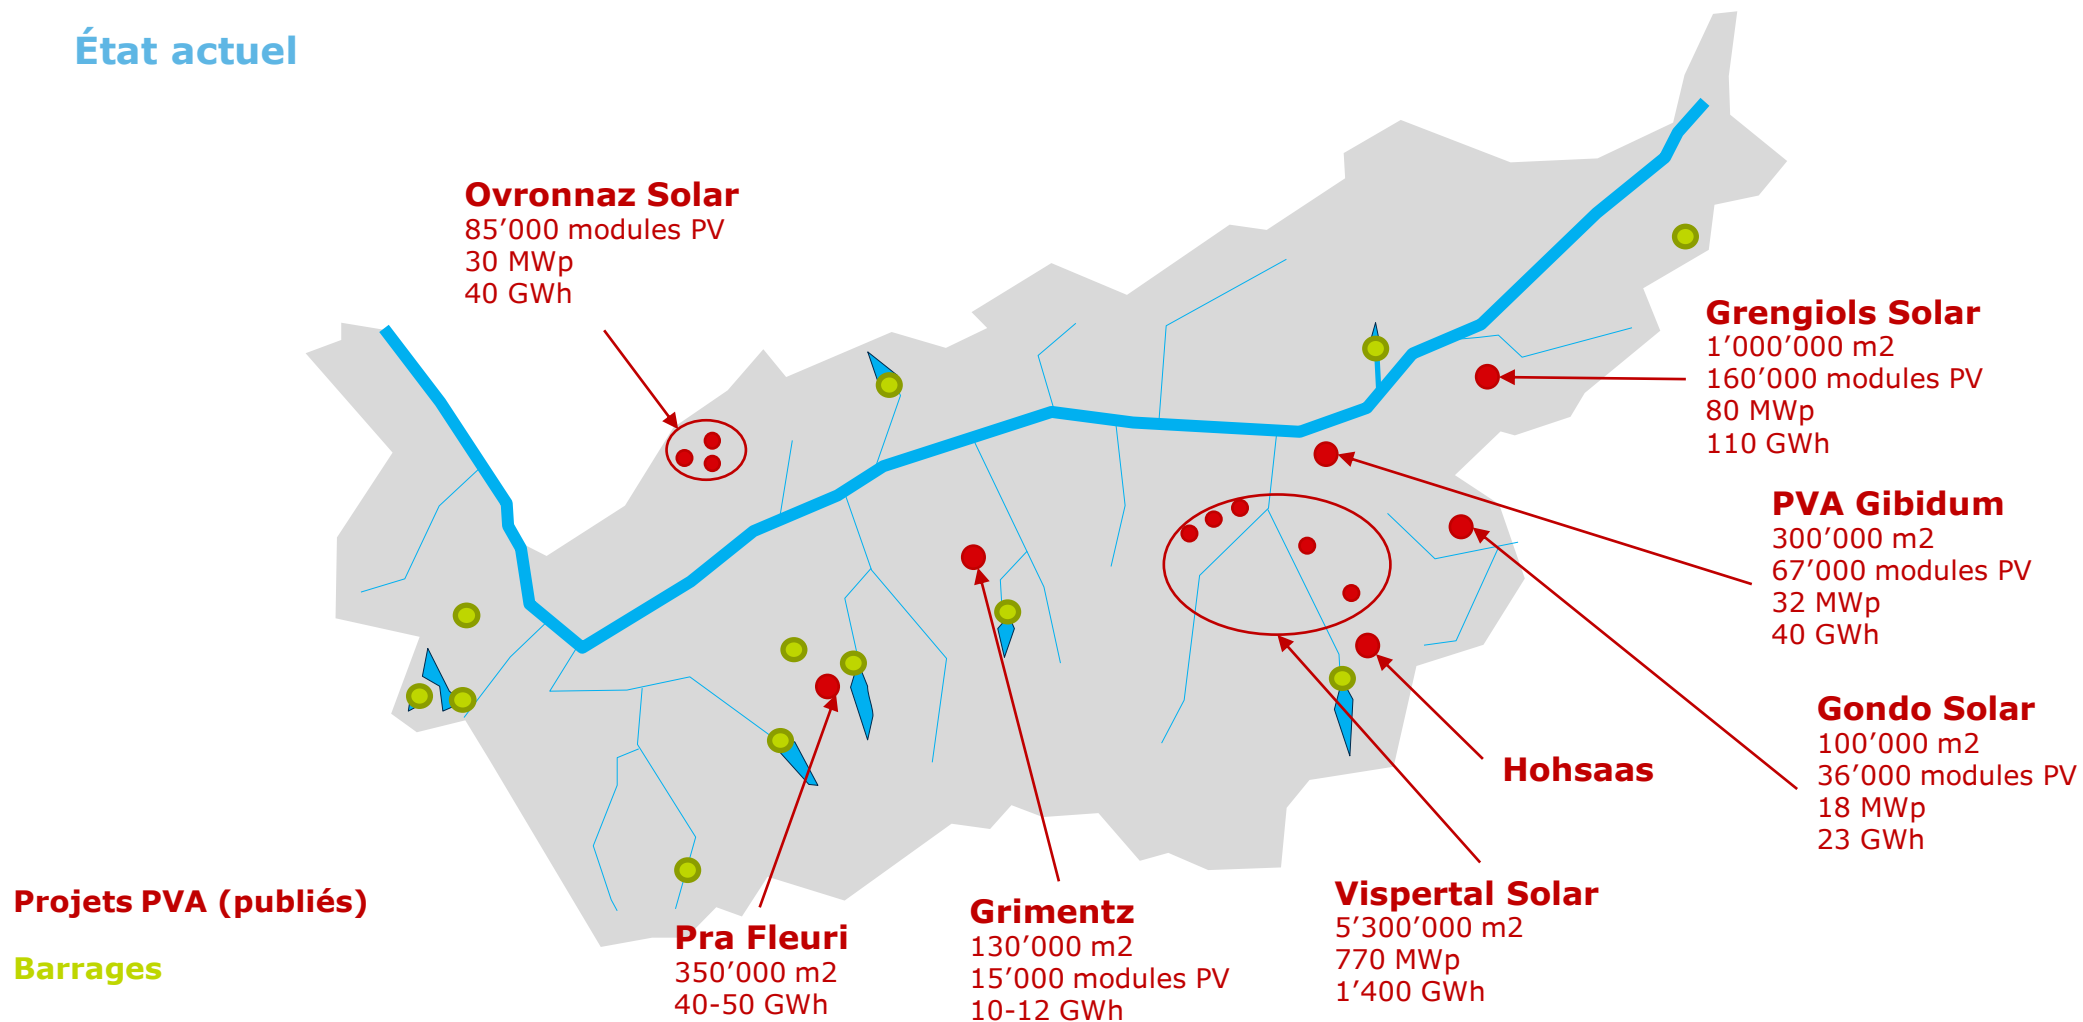 État actuel
Ovronnaz Solar
85’000 modules PV
30 MWp
40 GWh
Grengiols Solar
1’000’000 m2
160’000 modules PV
80 MWp
110 GWh
PVA Gibidum
300’000 m2
67’000 modules PV
32 MWp
40 GWh
Gondo Solar
100’000 m2
36’000 modules PV
18 MWp
23 GWh
Hohsaas
Vispertal Solar
5’300’000 m2
770 MWp
1’400 GWh
Grimentz
130’000 m2
15’000 modules PV
10-12 GWh
Pra Fleuri
350’000 m2
40-50 GWh
Projets PVA (publiés)
Barrages